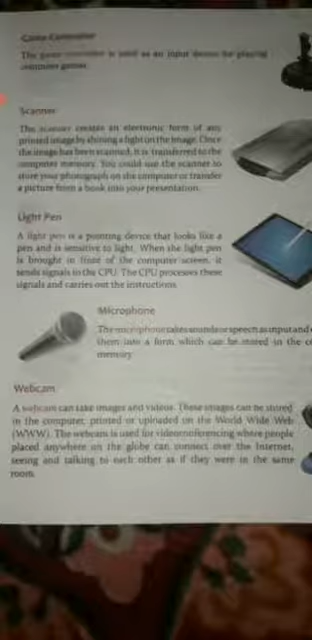 Game Controller
The game controller is used as an input device for playing
computer games.
Scanner
The scanner creates an electronic form of any
printed image by shining a light on the image. Once
the image has been scanned, it is transferred to the
computer memory. You could use the scanner to
store your photograph on the computer or transfer
a picture from a book into your presentation.
Light Pen
A light pen is a pointing device that looks like a
pen and is sensitive to light. When the light pen
is brought in front of the computer screen, it
sends signals to the CPU. The CPU processes these
signals and carries out the instructions.
Microphone
The microphone takes sounds or speech as input and
them into a form which can be stored in the
memory.
Webcam
A webcam can take images and videos. These images can be stored
in the computer, printed or uploaded on the World Wide Web
(WWW). The webcam is used for videoconferencing where people
placed anywhere on the globe can connect over the Internet,
seeing and talking to each other as if they were in the same
room.